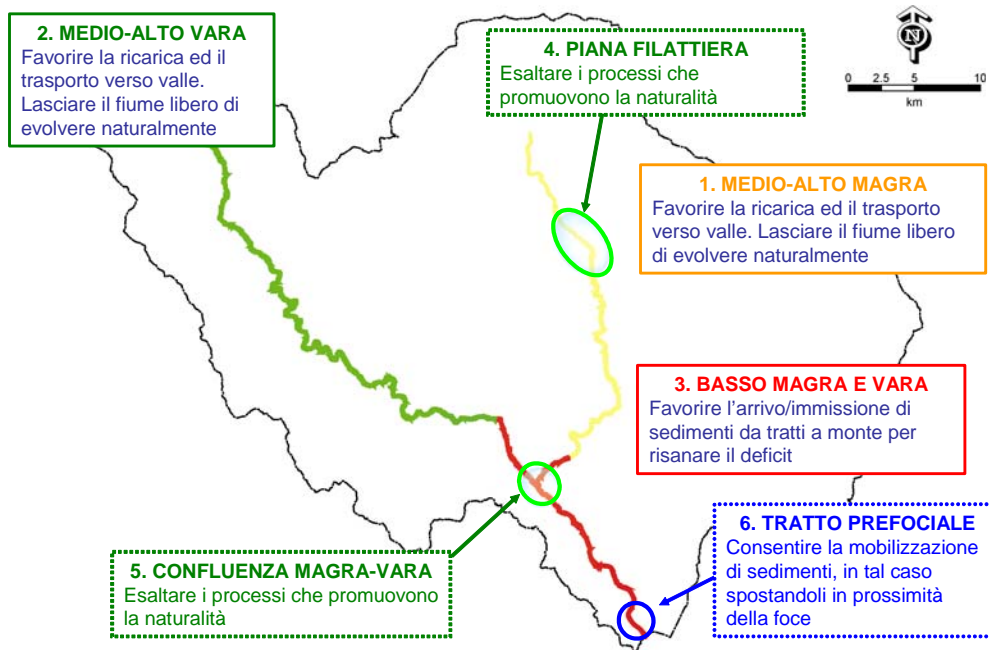 2. MEDIO-ALTO VARA
Favorire la ricarica ed il
trasporto verso valle.
Lasciare il fiume libero di
evolvere naturalmente
4. PIANA FILATTIERA
Esaltare i processi che
promuovono la naturalità
N
0 2.5 5 10
km
1. MEDIO-ALTO MAGRA
Favorire la ricarica ed il trasporto
verso valle. Lasciare il fiume libero
di evolvere naturalmente
3. BASSO MAGRA E VARA
Favorire l'arrivo/immissione di
sedimenti da tratti a monte per
risanare il deficit
6. TRATTO PREFOCIALE
Consentire la mobilizzazione
di sedimenti, in tal caso
spostandoli in prossimità
della foce
5. CONFLUENZA MAGRA-VARA
Esaltare i processi che promuovono
la naturalità